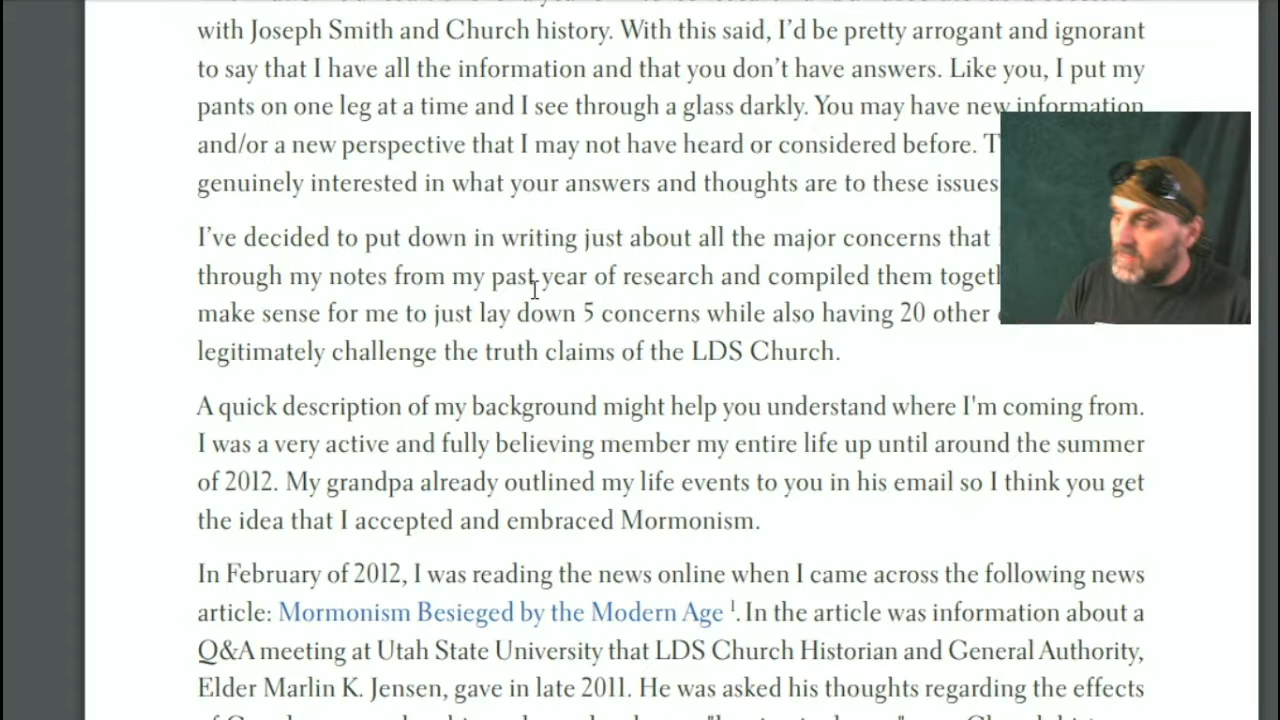 with Joseph Smith and Church history. With this said, I'd be pretty arrogant and ignorant
to say that I have all the information and that you don't have answers. Like you, I put my
pants on one leg at a time and I see through a glass darkly. You may have new information
and/or a new perspective that I may not have heard or considered before.
genuinely interested in what your answers and thoughts are to these issues
I've decided to put down in writing just about all the major concerns that
through my notes from my past year of research and compiled them
make sense for me to just lay down 5 concerns while also having 20 other
legitimately challenge the truth claims of the LDS Church.
A quick description of my background might help you understand where I'm coming from.
I was a very active and fully believing member my entire life up until around the summer
of 2012. My grandpa already outlined my life events to you in his email so I think you get
the idea that I accepted and embraced Mormonism.
In February of 2012, I was reading the news online when I came across the following news
article: Mormonism Besieged by the Modern Age ¹. In the article was information about a
Q&A meeting at Utah State University that LDS Church Historian and General Authority,
Elder Marlin K. Jensen, gave in late 2011. He was asked his thoughts regarding the effects